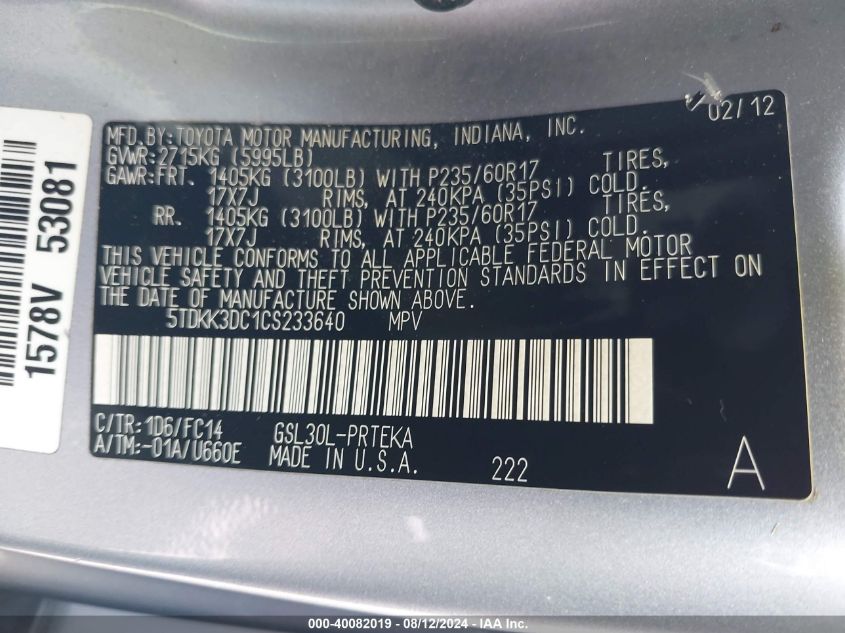 02/12
MFD.BY:TOYOTA MOTOR MANUFACTURING, INDIANA, INC.
GVWR:2715KG (5995LB)
GAWR:FRT. 1405KG (3100LB) WITH P235/60R17 TIRES,
17X7J RIMS, AT 240KPA (35PSI) COLD.
RR. 1405KG (3100LB) WITH P235/60R17 TIRES,
17X7J RIMS, AT 240KPA (35PSI) COLD.
THIS VEHICLE CONFORMS TO ALL APPLICABLE FEDERAL MOTOR
VEHICLE SAFETY AND THEFT PREVENTION STANDARDS IN EFFECT ON
THE DATE OF MANUFACTURE SHOWN ABOVE.
5TDKK3DC1CS233640 MPV
C/TR:1D6/FC14 GSL30L-PRTEKA
A/TM:-01A/U660E MADE IN U.S.A. 222 A
1578V 53081
000-40082019 - 08/12/2024 - IAA Inc.